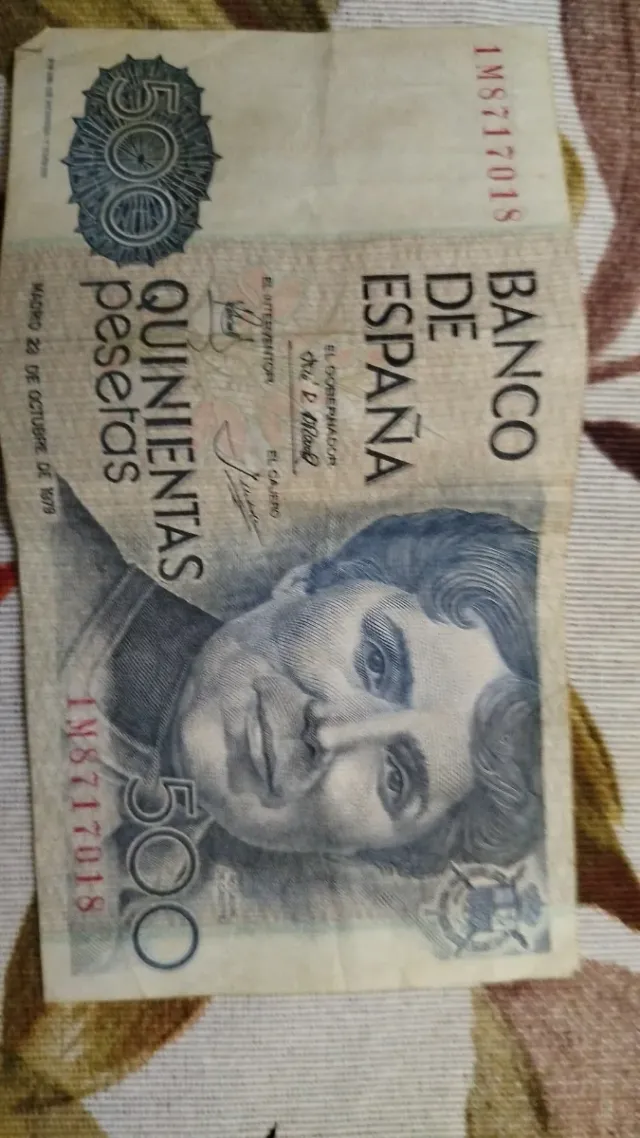 1M8717018
BANCO
DE
ESPAÑA
EL GOBERNADOR
EL INTERVENTOR
EL CAJERO
500
QUINIENTAS
pesetas
MADRID 23 DE OCTUBRE DE 1979
1M8717018
500